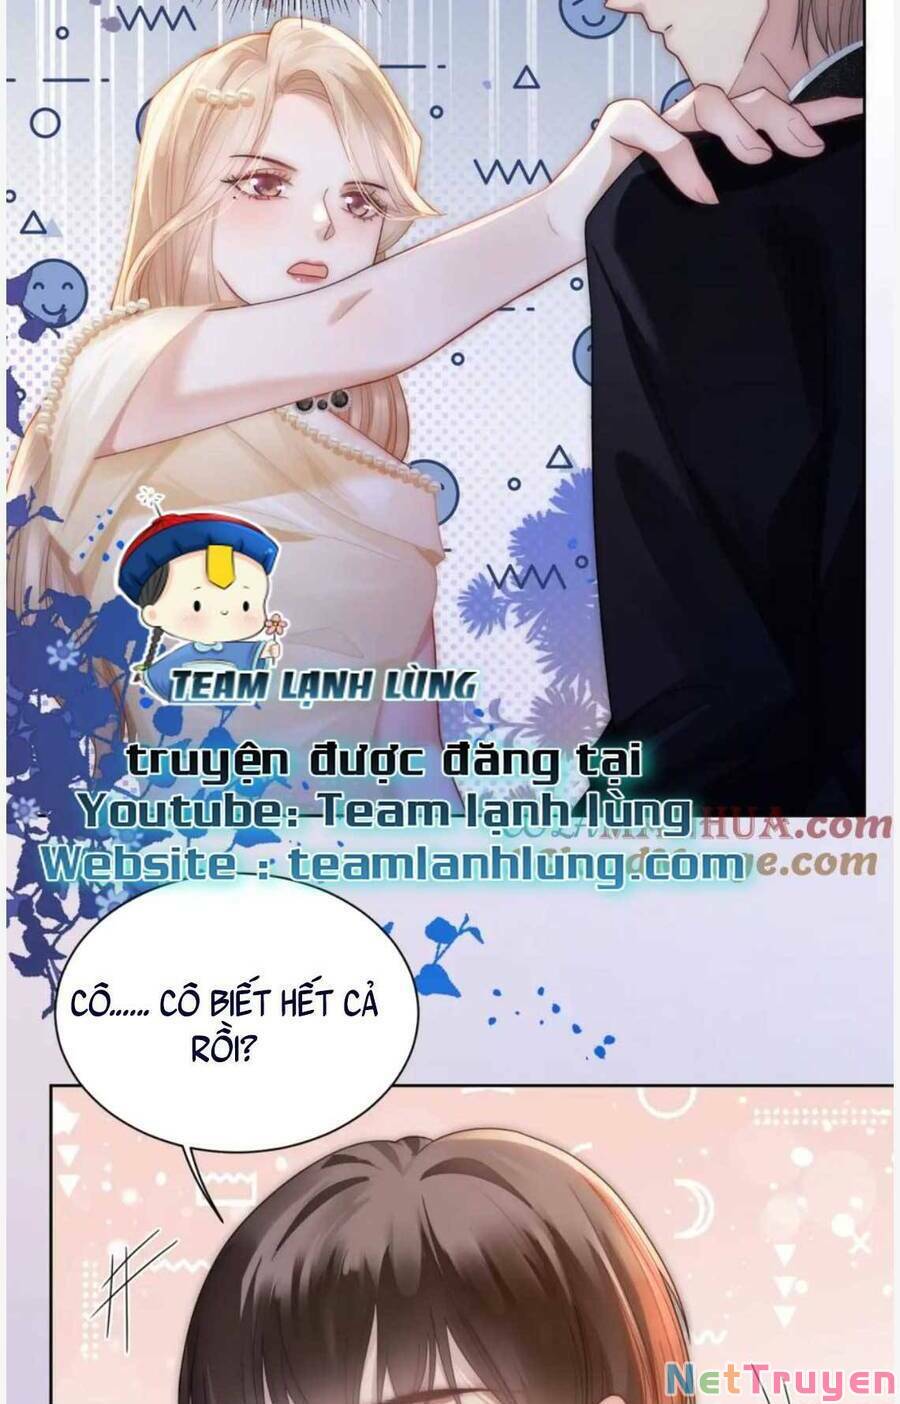 TEAM LẠNH LÙNG
truyện được đăng tại
Youtube: Team lạnh lùng
Website : teamlanhlung.com
CÔ...... CÔ BIẾT HẾT CẢ
RỒI?
NetTruyen